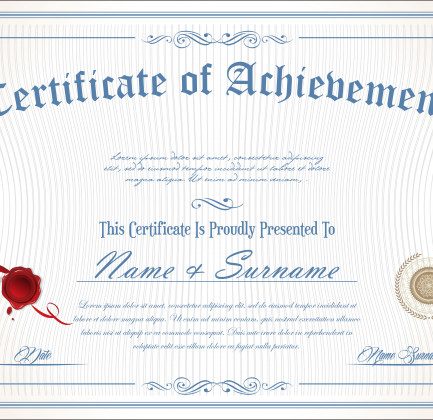 Certificate of Achievement
Lorem ipsum dolor sit amet, consectetur adipiscing
elit, sed do eiusmod tempor incididunt ut labore et dolore
magna aliqua. Ut enim ad minim veniam,
This Certificate Is Proudly Presented To
Name & Surname
Lorem ipsum dolor sit amet, consectetur adipiscing elit, sed do eiusmod tempor incididunt ut
labore et dolore magna aliqua. Ut enim ad minim veniam, quis nostrud exercitation ullamco laboris
nisi ut aliquip ex ea commodo consequat. Duis aute irure dolor in reprehenderit in
voluptate velit esse cillum dolore eu fugiat nulla pariatur.
Date
Name Surname